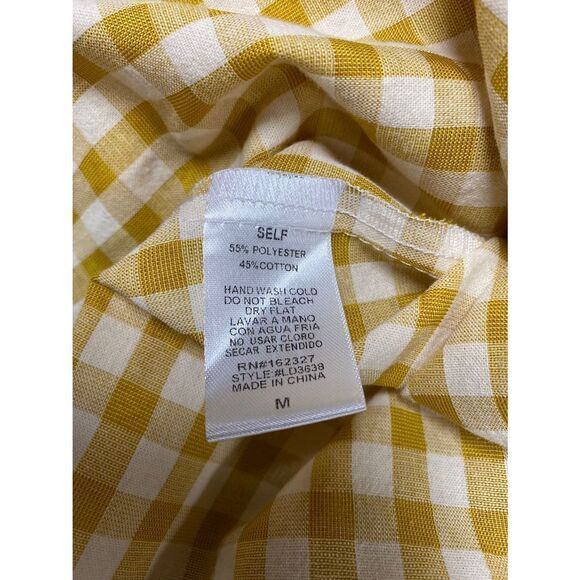 SELF
55% POLYESTER
45%COTTON
HAND WASH COLD
DO NOT BLEACH
DRY FLAT
LAVAR A MANO
CON AGUA FRIA
NO USAR CLORO
SECAR EXTENDIDO
RN#162327
STYLE:#LD3639
MADE IN CHINA
M